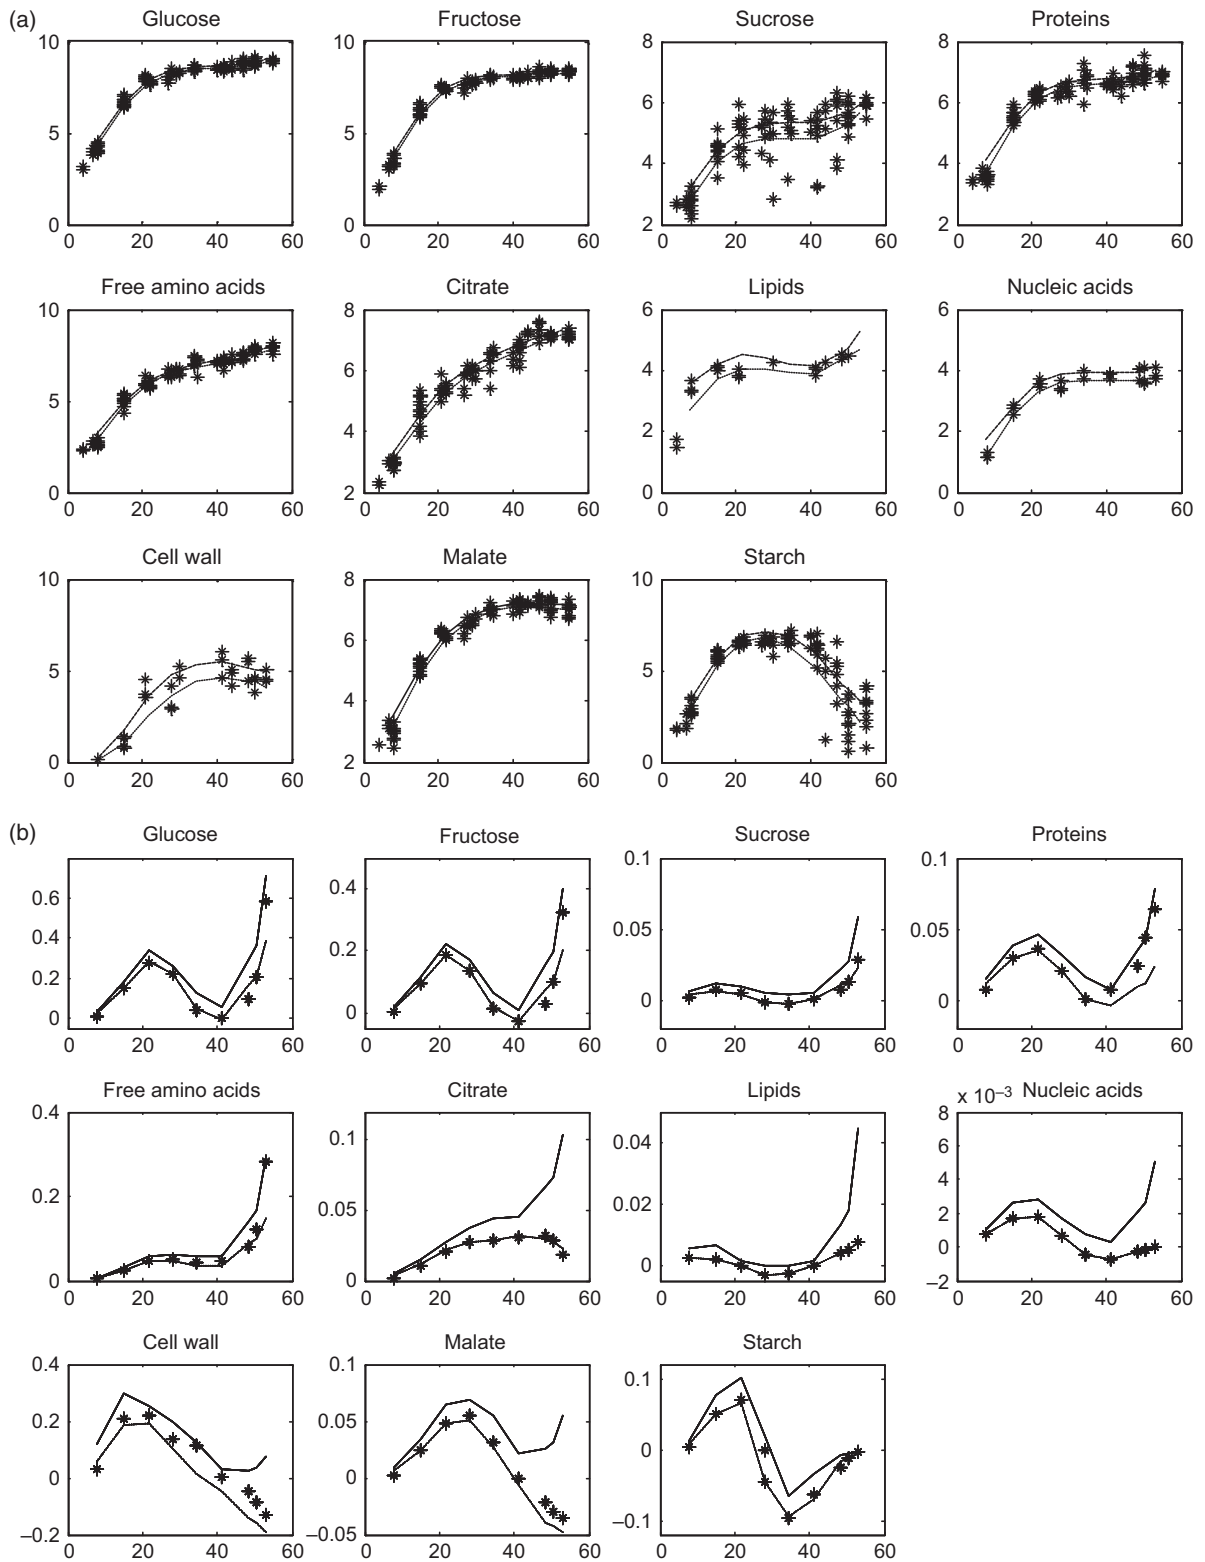 (a)
Glucose
10
5
0
0 20 40 60
Fructose
10
5
0
0 20 40 60
Sucrose
8
6
4
2
0 20 40 60
Proteins
8
6
4
2
0 20 40 60
Free amino acids
10
5
0
0 20 40 60
Citrate
8
6
4
2
0 20 40 60
Lipids
6
4
2
0
0 20 40 60
Nucleic acids
6
4
2
0
0 20 40 60
Cell wall
10
5
0
0 20 40 60
Malate
8
6
4
2
0 20 40 60
Starch
10
5
0
0 20 40 60
(b)
Glucose
0.6
0.4
0.2
0
0 20 40 60
Fructose
0.4
0.2
0
0 20 40 60
Sucrose
0.1
0.05
0
0 20 40 60
Proteins
0.1
0.05
0
0 20 40 60
Free amino acids
0.4
0.2
0
0 20 40 60
Citrate
0.1
0.05
0
0 20 40 60
Lipids
0.04
0.02
0
0 20 40 60
x 10⁻³ Nucleic acids
8
6
4
2
0
−2
0 20 40 60
Cell wall
0.4
0.2
0
−0.2
0 20 40 60
Malate
0.1
0.05
0
−0.05
0 20 40 60
Starch
0.1
0
−0.1
0 20 40 60